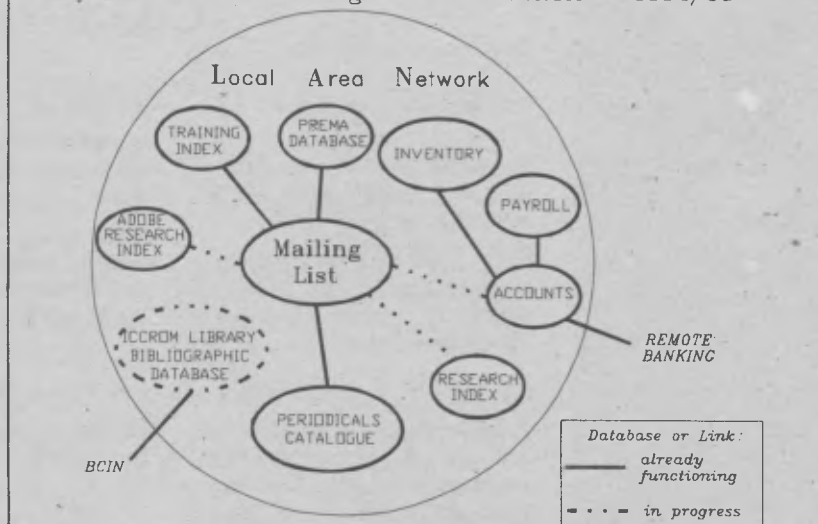 Local Area Network
TRAINING
INDEX
PREMA
DATABASE
INVENTORY
PAYROLL
ADOBE
RESEARCH
INDEX
Mailing
List
ACCOUNTS
ICCROM LIBRARY
BIBLIOGRAPHIC
DATABASE
REMOTE
BANKING
RESEARCH
INDEX
PERIODICALS
CATALOGUE
BCIN
Database or Link:
already
functioning
in progress